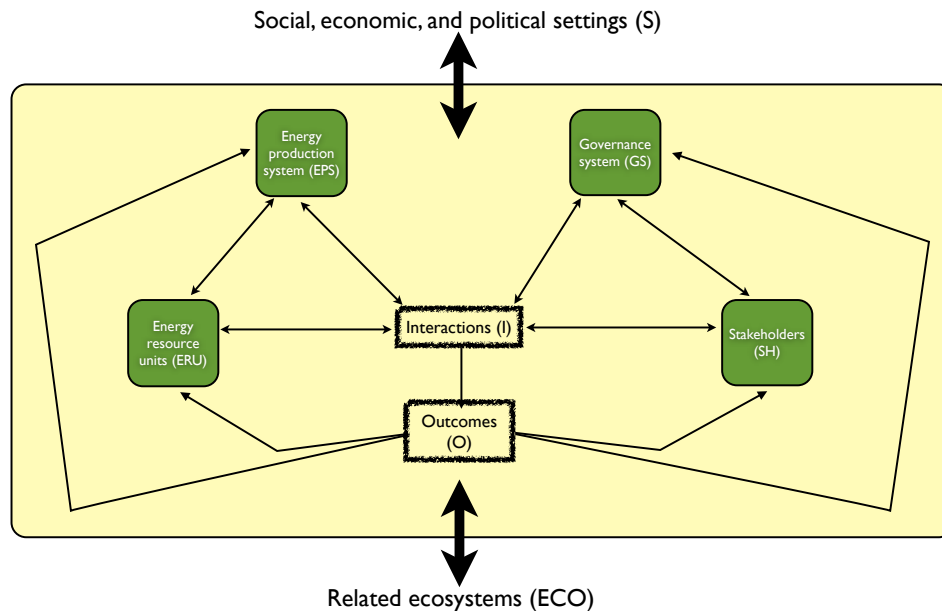 Social, economic, and political settings (S)
Energy
production
system (EPS)
Governance
system (GS)
Energy
resource
units (ERU)
Interactions (I)
Stakeholders
(SH)
Outcomes
(O)
Related ecosystems (ECO)